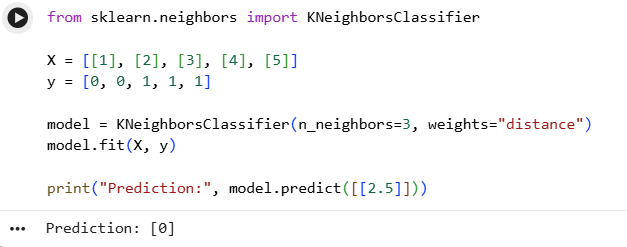 from sklearn.neighbors import KNeighborsClassifier
X = [[1], [2], [3], [4], [5]]
y = [0, 0, 1, 1, 1]
model = KNeighborsClassifier(n_neighbors=3, weights="distance")
model.fit(X, y)
print("Prediction:", model.predict([[2.5]]))
Prediction: [0]